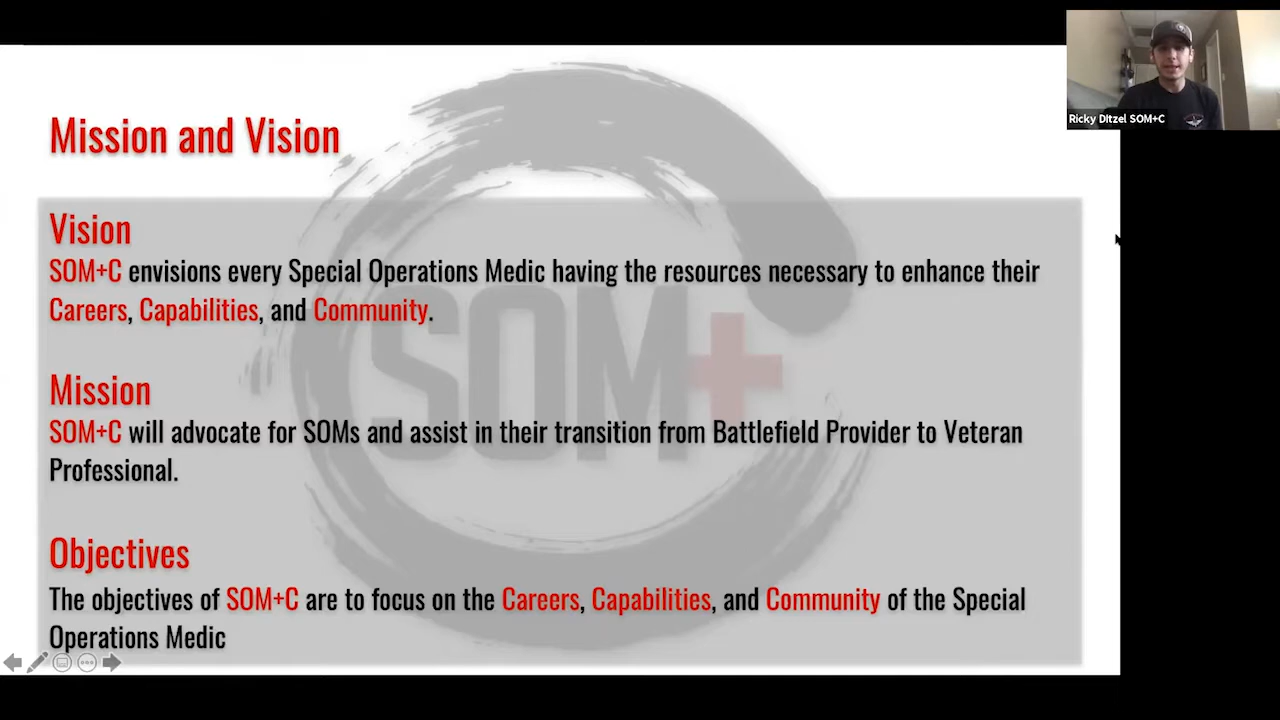 Mission and Vision
Ricky Ditzel SOM+C
Vision
SOM+C envisions every Special Operations Medic having the resources necessary to enhance their
Careers, Capabilities, and Community.
SOM+
Mission
SOM+C will advocate for SOMs and assist in their transition from Battlefield Provider to Veteran
Professional.
Objectives
The objectives of SOM+C are to focus on the Careers, Capabilities, and Community of the Special
Operations Medic